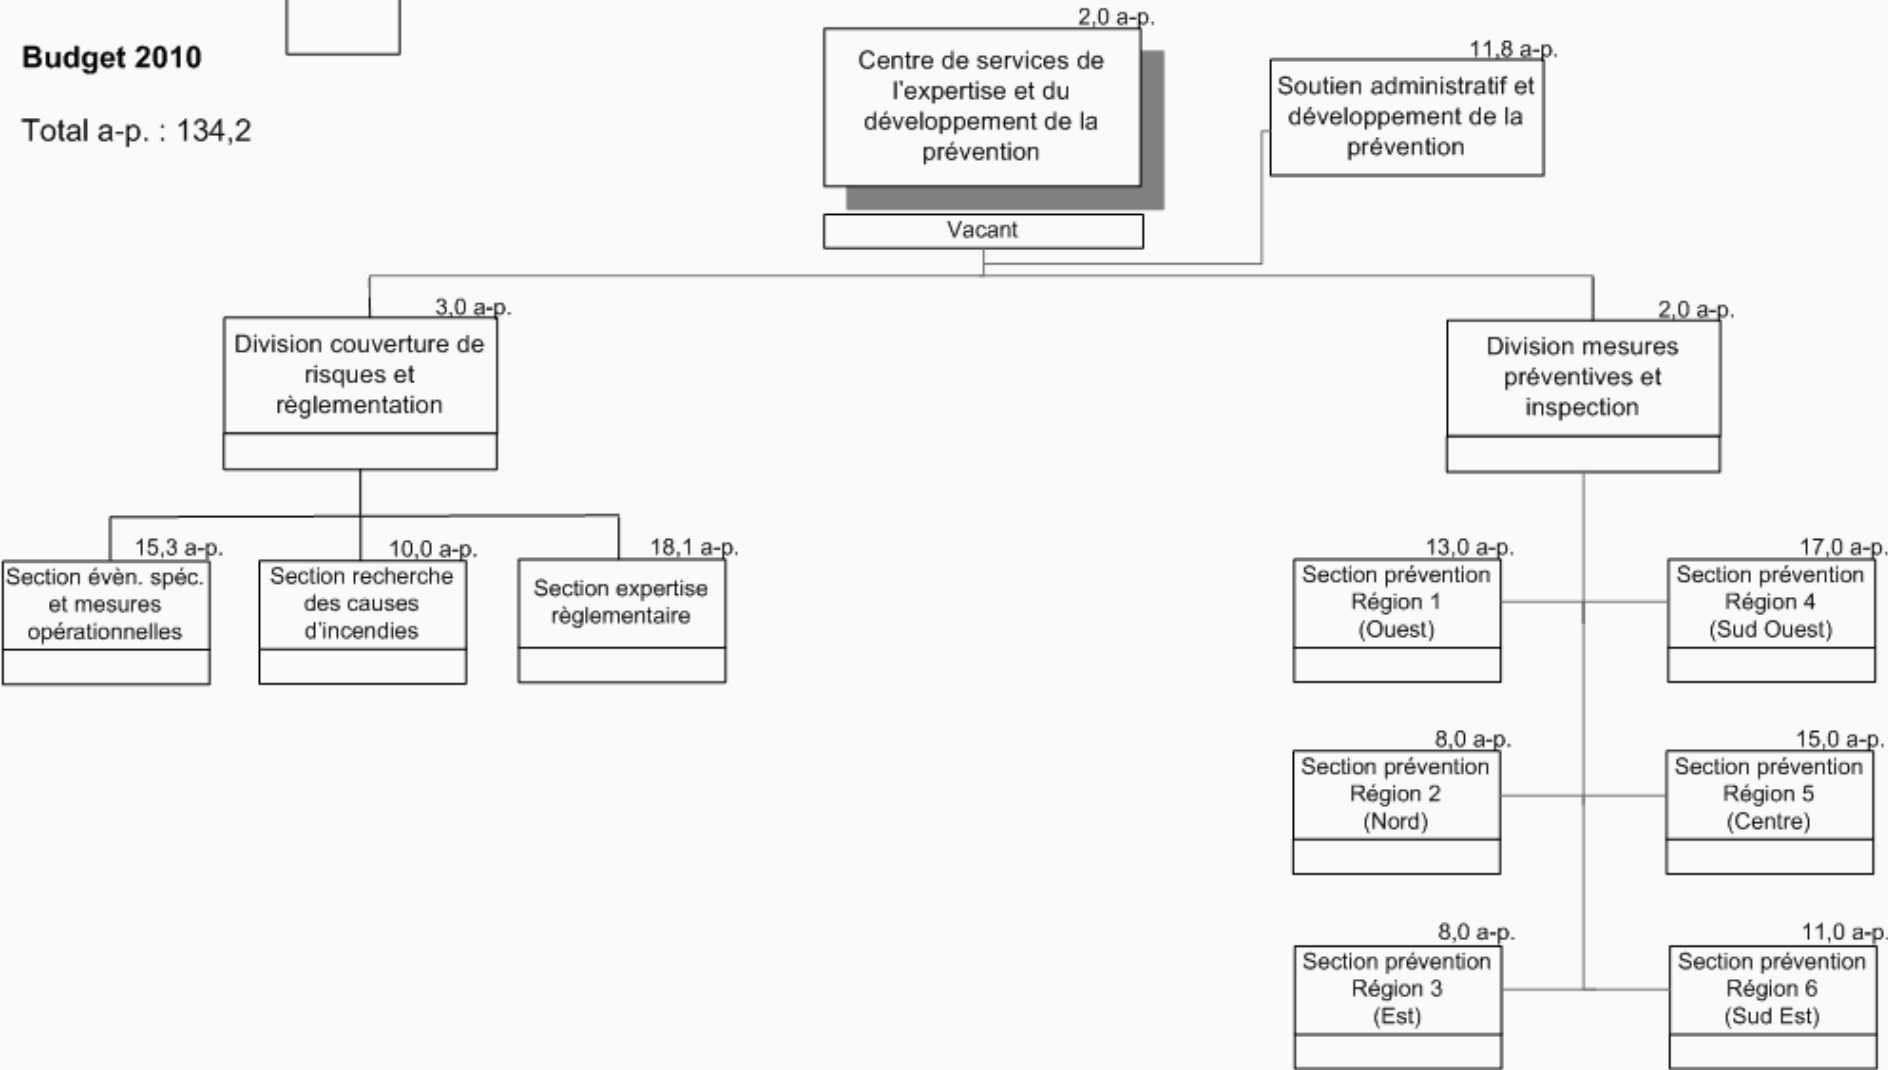 Budget 2010
Total a-p. : 134,2
2,0 a-p.
Centre de services de
l'expertise et du
développement de la
prévention
Vacant
11,8 a-p.
Soutien administratif et
développement de la
prévention
3,0 a-p.
Division couverture de
risques et
règlementation
2,0 a-p.
Division mesures
préventives et
inspection
15,3 a-p.
Section évèn. spéc.
et mesures
opérationnelles
10,0 a-p.
Section recherche
des causes
d'incendies
18,1 a-p.
Section expertise
règlementaire
13,0 a-p.
Section prévention
Région 1
(Ouest)
17,0 a-p.
Section prévention
Région 4
(Sud Ouest)
8,0 a-p.
Section prévention
Région 2
(Nord)
15,0 a-p.
Section prévention
Région 5
(Centre)
8,0 a-p.
Section prévention
Région 3
(Est)
11,0 a-p.
Section prévention
Région 6
(Sud Est)